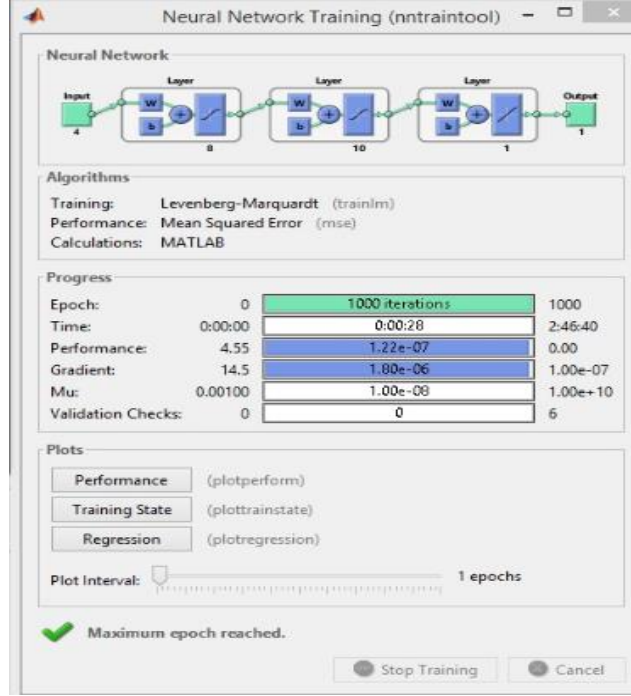 Neural Network Training (nntraintool)
Neural Network
Layer Layer Layer
Input Output
W W W
b b b
4 1
8 10 1
Algorithms
Training: Levenberg-Marquardt (trainlm)
Performance: Mean Squared Error (mse)
Calculations: MATLAB
Progress
Epoch: 0 1000 iterations 1000
Time: 0:00:00 0:00:28 2:46:40
Performance: 4.55 1.22e-07 0.00
Gradient: 14.5 1.80e-06 1.00e-07
Mu: 0.00100 1.00e-08 1.00e+10
Validation Checks: 0 0 6
Plots
Performance (plotperform)
Training State (plottrainstate)
Regression (plotregression)
Plot Interval: 1 epochs
Maximum epoch reached.
Stop Training Cancel